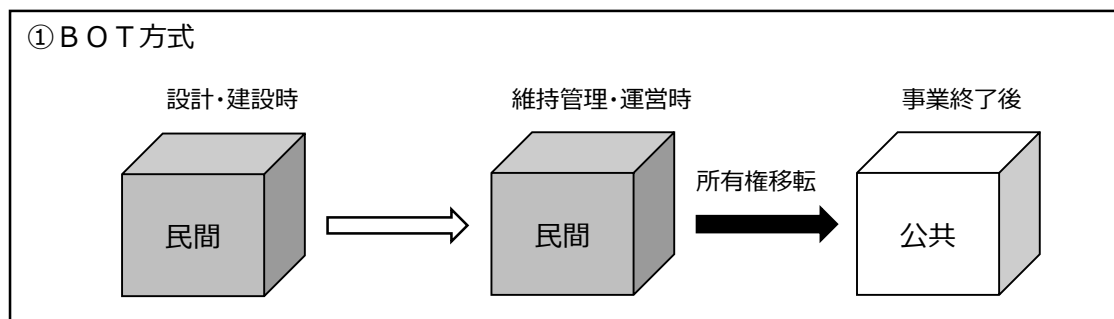 ①ＢＯＴ方式
設計・建設時
維持管理・運営時
事業終了後
所有権移転
民間
民間
公共